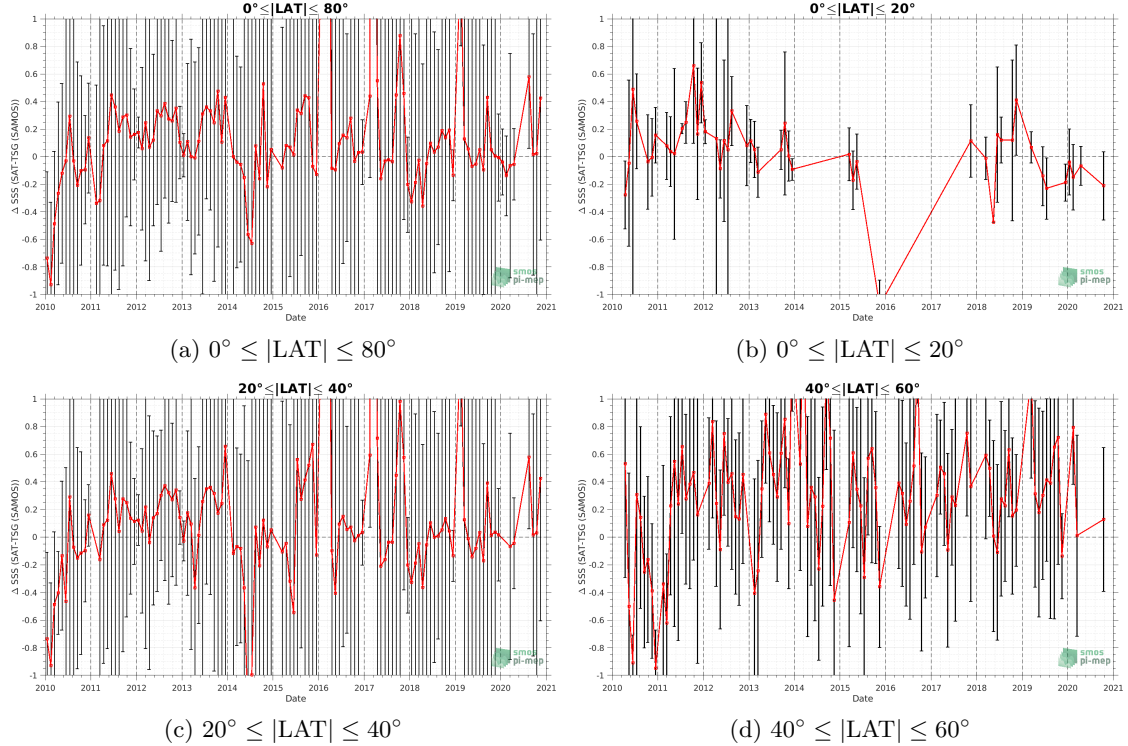 0°≤|LAT|≤ 80°
Δ SSS (SAT-TSG (SAMOS))
1
0.8
0.6
0.4
0.2
0
-0.2
-0.4
-0.6
-0.8
-1
2010 2011 2012 2013 2014 2015 2016 2017 2018 2019 2020 2021
Date
smos
pi-mep
(a) 0° ≤ |LAT| ≤ 80°
0°≤|LAT|≤ 20°
Δ SSS (SAT-TSG (SAMOS))
1
0.8
0.6
0.4
0.2
0
-0.2
-0.4
-0.6
-0.8
-1
2010 2011 2012 2013 2014 2015 2016 2017 2018 2019 2020 2021
Date
smos
pi-mep
(b) 0° ≤ |LAT| ≤ 20°
20°≤|LAT|≤ 40°
Δ SSS (SAT-TSG (SAMOS))
1
0.8
0.6
0.4
0.2
0
-0.2
-0.4
-0.6
-0.8
-1
2010 2011 2012 2013 2014 2015 2016 2017 2018 2019 2020 2021
Date
smos
pi-mep
(c) 20° ≤ |LAT| ≤ 40°
40°≤|LAT|≤ 60°
Δ SSS (SAT-TSG (SAMOS))
1
0.8
0.6
0.4
0.2
0
-0.2
-0.4
-0.6
-0.8
-1
2010 2011 2012 2013 2014 2015 2016 2017 2018 2019 2020 2021
Date
smos
pi-mep
(d) 40° ≤ |LAT| ≤ 60°